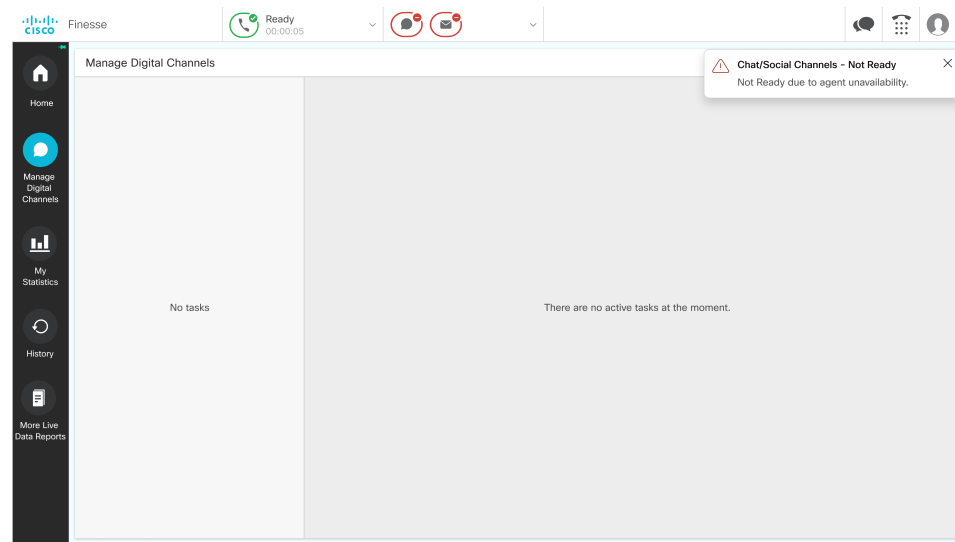 CISCO Finesse
Ready
00:00:05
Manage Digital Channels
Chat/Social Channels - Not Ready
Not Ready due to agent unavailability.
Home
Manage
Digital
Channels
My
Statistics
History
More Live
Data Reports
No tasks
There are no active tasks at the moment.